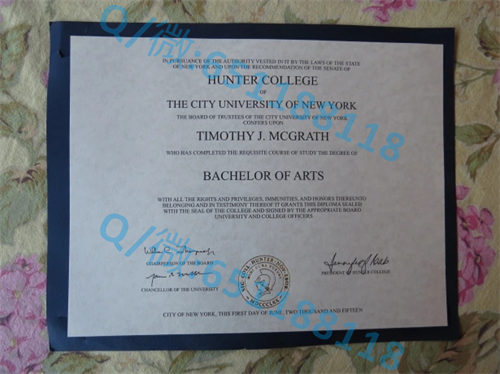 IN PURSUANCE OF THE AUTHORITY VESTED IN IT BY THE LAWS OF THE STATE
OF NEW YORK AND UPON THE RECOMMENDATION OF THE SENATE OF
HUNTER COLLEGE
OF
THE CITY UNIVERSITY OF NEW YORK
THE BOARD OF TRUSTEES OF THE CITY UNIVERSITY OF NEW YORK
CONFERS UPON
TIMOTHY J. MCGRATH
WHO HAS COMPLETED THE REQUISITE COURSE OF STUDY THE DEGREE OF
BACHELOR OF ARTS
WITH ALL THE RIGHTS AND PRIVILEGES, IMMUNITIES, AND HONORS THEREUNTO
BELONGING AND IN TESTIMONY THEREOF IT GRANTS THIS DIPLOMA SEALED
WITH THE SEAL OF THE COLLEGE AND SIGNED BY THE APPROPRIATE BOARD
UNIVERSITY AND COLLEGE OFFICERS
CHAIRPERSON OF THE BOARD
PRESIDENT OF HUNTER COLLEGE
CHANCELLOR OF THE UNIVERSITY
MDCCCLXX
CITY OF NEW YORK, THIS FIRST DAY OF JUNE, TWO THOUSAND AND FIFTEEN
Q/微:
Q/微: